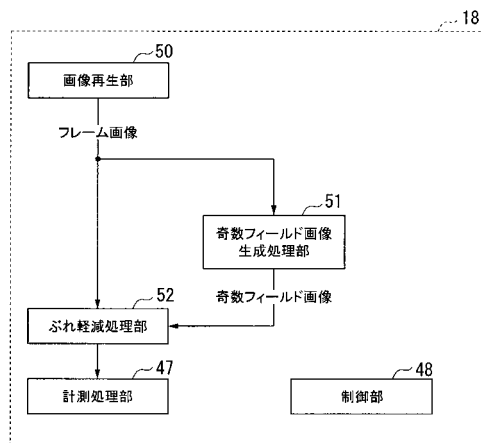 18
50
画像再生部
フレーム画像
51
奇数フィールド画像
生成処理部
奇数フィールド画像
52
ぶれ軽減処理部
47
計測処理部
48
制御部